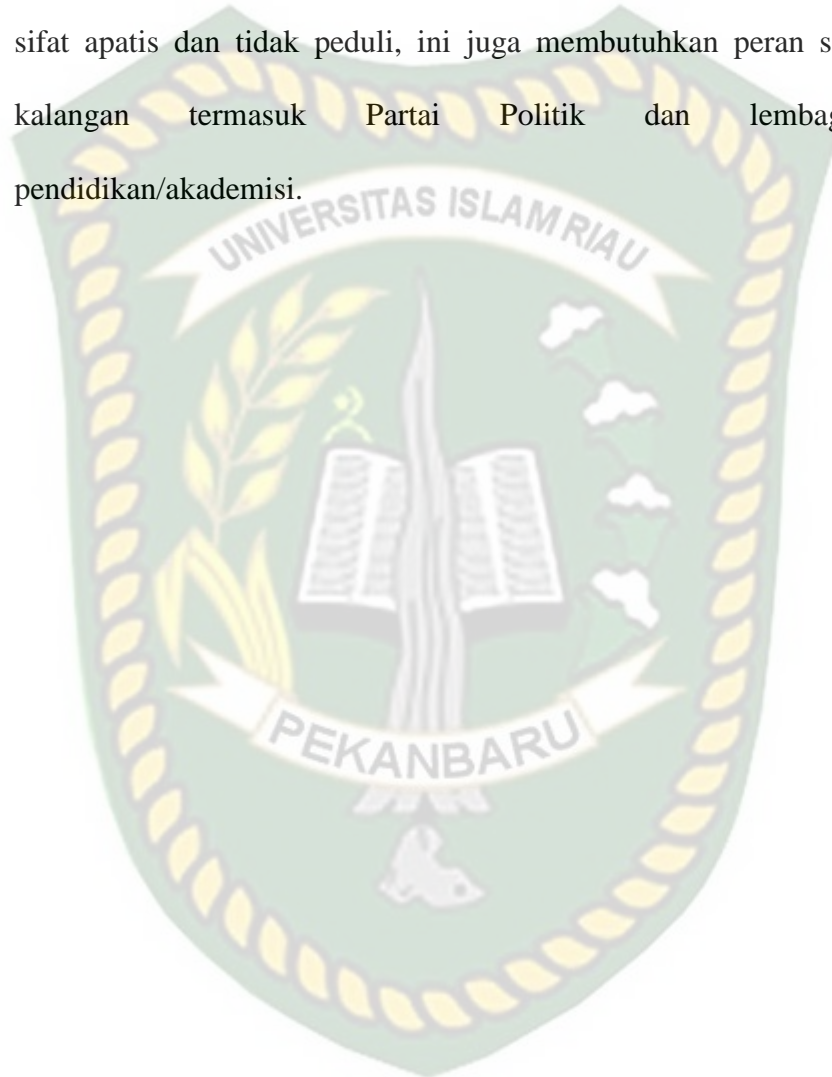 sifat apatis dan tidak peduli, ini juga membutuhkan peran s
kalangan termasuk Partai Politik dan lembag
pendidikan/akademisi.
UNIVERSITAS ISLAM RIAU
PEKANBARU